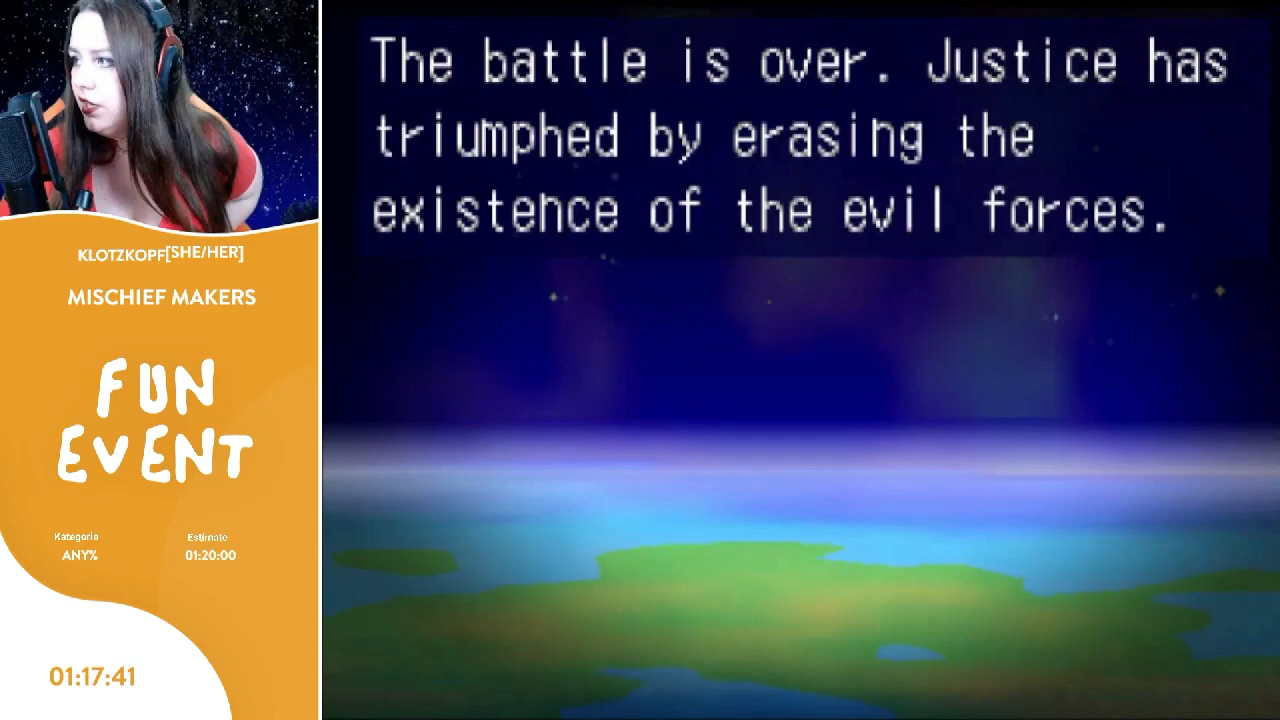 The battle is over. Justice has
triumphed by erasing the
existence of the evil forces.
KLOTZKOPF[SHE/HER]
MISCHIEF MAKERS
FUN
EVENT
Kategorie
ANY%
Estimate
01:20:00
01:17:41